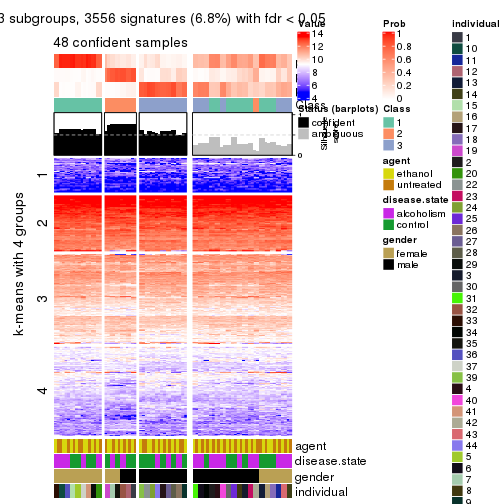 3 subgroups, 3556 signatures (6.8%) with fdr < 0.05
48 confident samples
k-means with 4 groups
1
2
3
4
Class
1
0
agent
disease.state
gender
individual
Value
14
12
10
8
6
4
Status (barplots)
confident
ambiguous
Prob
1
0.8
0.6
0.4
0.2
0
Class
1
2
3
agent
ethanol
untreated
disease.state
alcoholism
control
gender
female
male
individual
1
10
11
12
13
14
15
16
17
18
19
2
20
22
23
24
25
26
27
28
29
3
30
31
32
33
34
35
36
37
39
4
40
41
42
43
44
5
6
7
8
9